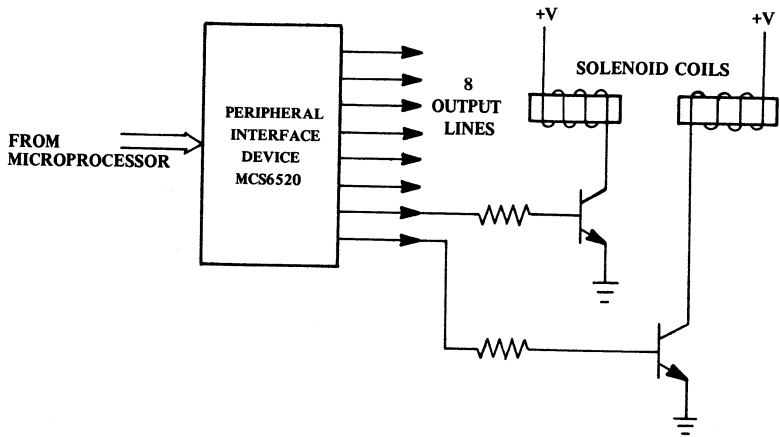 +V
+V
SOLENOID COILS
8
OUTPUT
LINES
PERIPHERAL
INTERFACE
DEVICE
MCS6520
FROM
MICROPROCESSOR